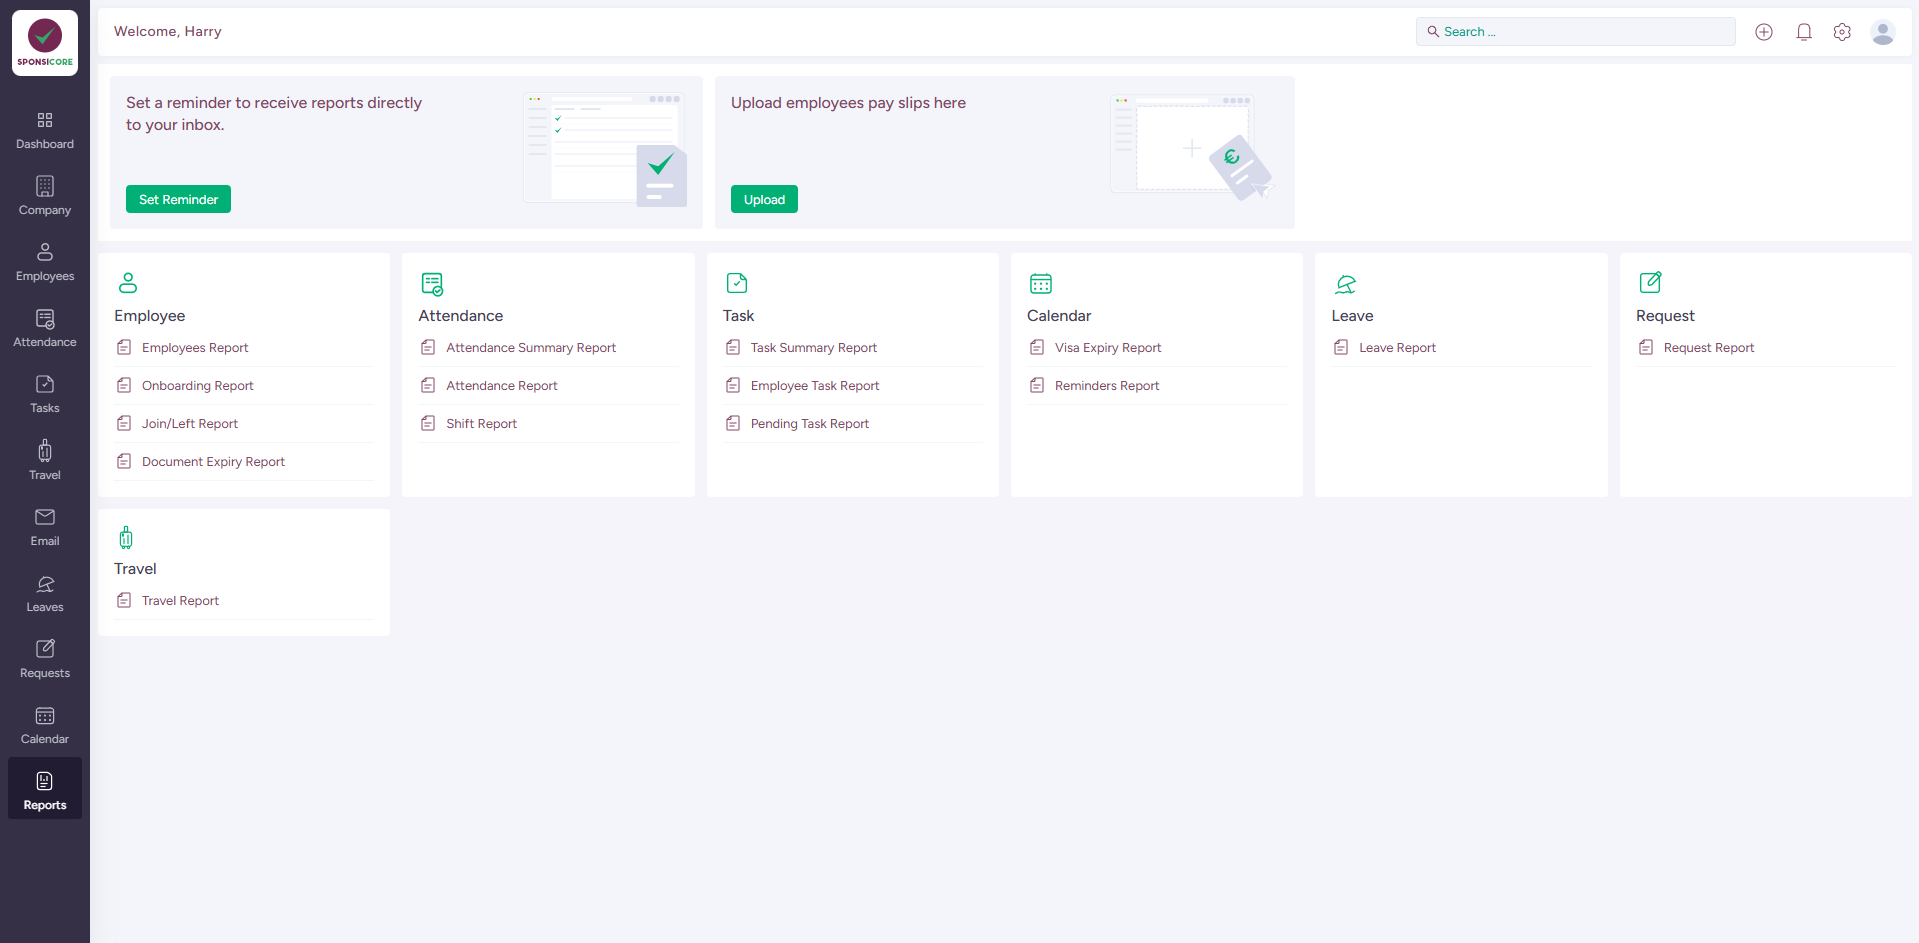 SPONSICORE
Dashboard
Company
Employees
Attendance
Tasks
Travel
Email
Leaves
Requests
Calendar
Reports
Welcome, Harry
Search ...
Set a reminder to receive reports directly
to your inbox.
Set Reminder
Upload employees pay slips here
Upload
Employee
Employees Report
Onboarding Report
Join/Left Report
Document Expiry Report
Attendance
Attendance Summary Report
Attendance Report
Shift Report
Task
Task Summary Report
Employee Task Report
Pending Task Report
Calendar
Visa Expiry Report
Reminders Report
Leave
Leave Report
Request
Request Report
Travel
Travel Report